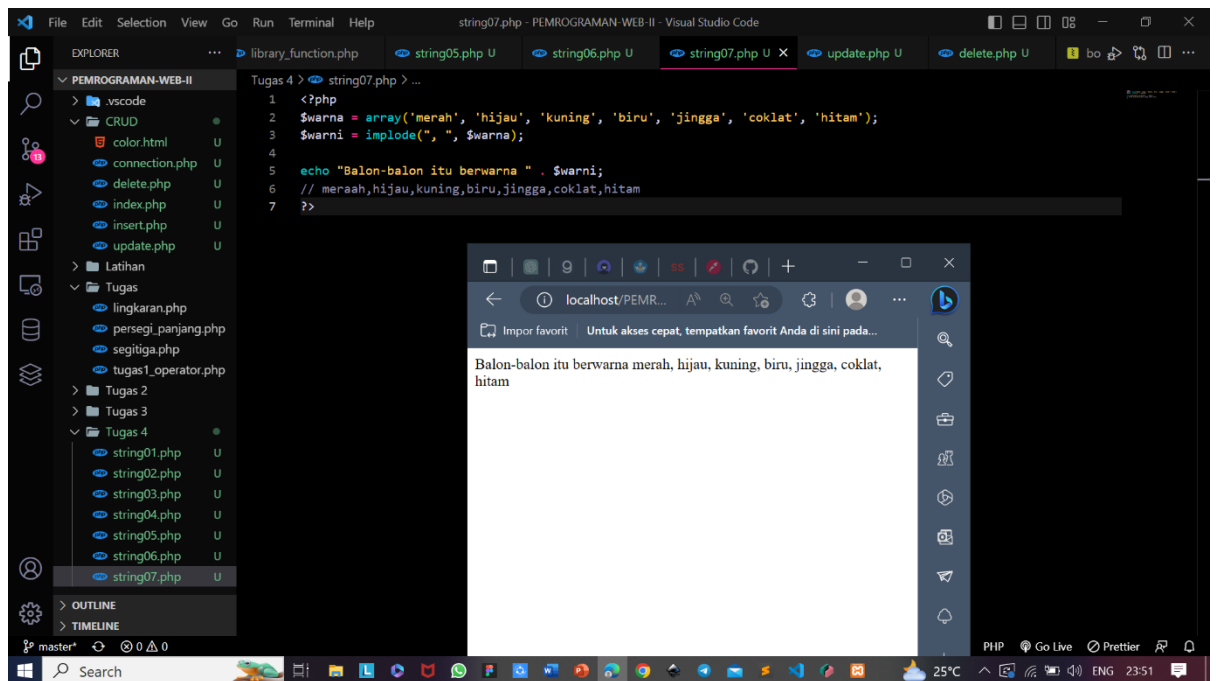 File Edit Selection View Go Run Terminal Help string07.php - PEMROGRAMAN-WEB-II - Visual Studio Code
EXPLORER
library_function.php string05.php U string06.php U string07.php U update.php U delete.php U bo
PEMROGRAMAN-WEB-II
Tugas 4 > string07.php > ...
.vscode
CRUD
color.html U
connection.php U
delete.php U
index.php U
insert.php U
update.php U
Latihan
Tugas
lingkaran.php
persegi_panjang.php
segitiga.php
tugas1_operator.php
Tugas 2
Tugas 3
Tugas 4
string01.php U
string02.php U
string03.php U
string04.php U
string05.php U
string06.php U
string07.php U
OUTLINE
TIMELINE
13
1 <?php
2 $warna = array('merah', 'hijau', 'kuning', 'biru', 'jingga', 'coklat', 'hitam');
3 $warni = implode(", ", $warna);
4
5 echo "Balon-balon itu berwarna " . $warni;
6 // meraah,hijau,kuning,biru,jingga,coklat,hitam
7 ?>
localhost/PEMR...
Impor favorit Untuk akses cepat, tempatkan favorit Anda di sini pada...
Balon-balon itu berwarna merah, hijau, kuning, biru, jingga, coklat,
hitam
master* 0 0 PHP Go Live Prettier
Search 25°C ENG 23:51